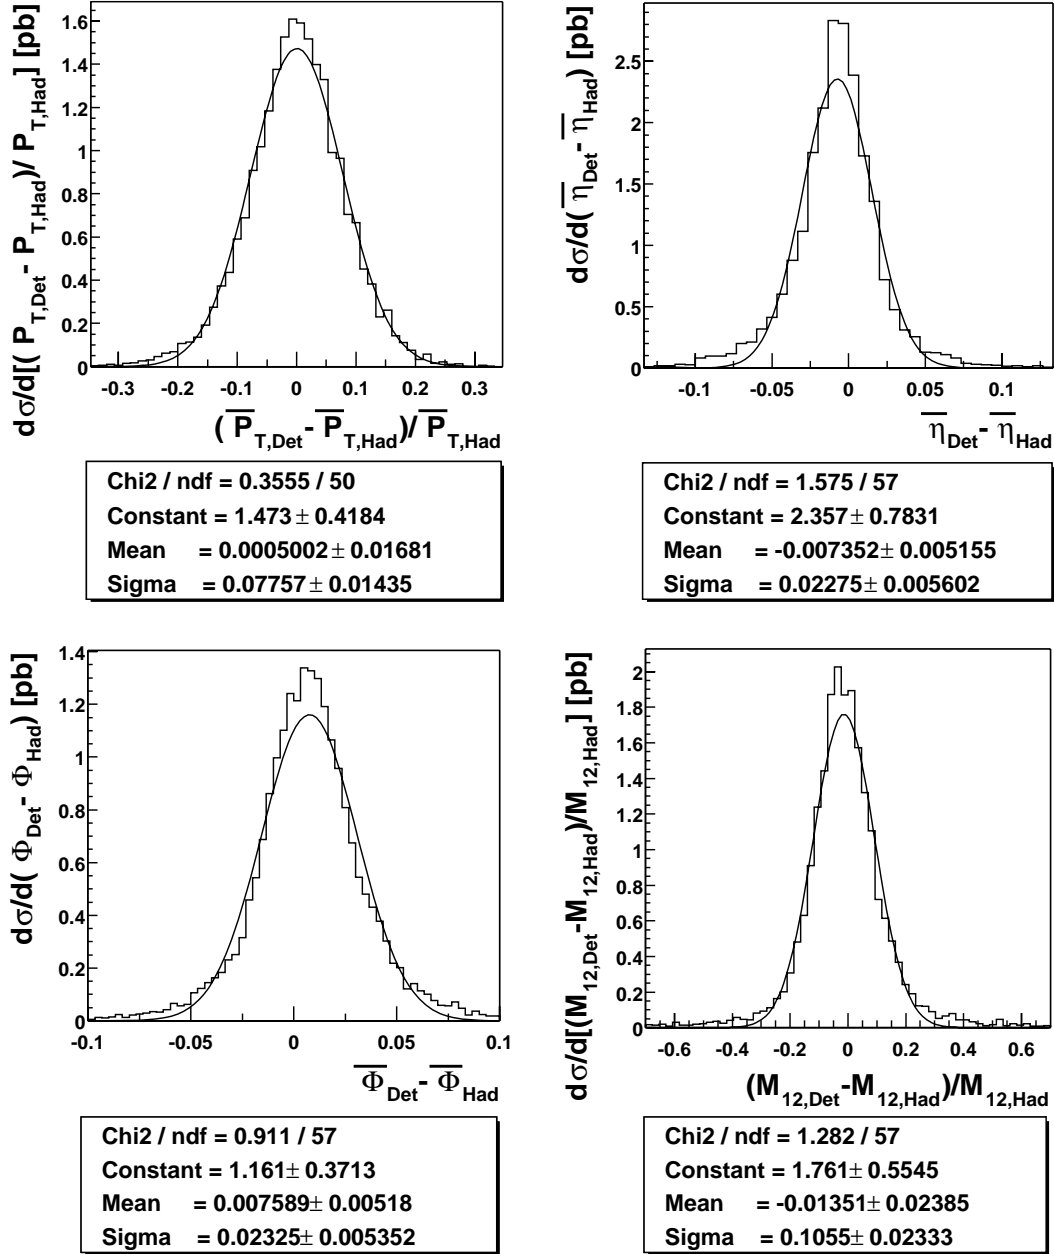 dσ/d[( P_T,Det - P_T,Had)/ P_T,Had] [pb]
1.6
1.4
1.2
1
0.8
0.6
0.4
0.2
0
-0.3 -0.2 -0.1 0 0.1 0.2 0.3
(P̅_T,Det - P̅_T,Had)/ P̅_T,Had
Chi2 / ndf = 0.3555 / 50
Constant = 1.473 ± 0.4184
Mean = 0.0005002 ± 0.01681
Sigma = 0.07757 ± 0.01435
dσ/d( η̅_Det - η̅_Had) [pb]
2.5
2
1.5
1
0.5
0
-0.1 -0.05 0 0.05 0.1
η̅_Det - η̅_Had
Chi2 / ndf = 1.575 / 57
Constant = 2.357 ± 0.7831
Mean = -0.007352 ± 0.005155
Sigma = 0.02275 ± 0.005602
dσ/d( Φ_Det - Φ_Had) [pb]
1.4
1.2
1
0.8
0.6
0.4
0.2
0
-0.1 -0.05 0 0.05 0.1
Φ̅_Det - Φ̅_Had
Chi2 / ndf = 0.911 / 57
Constant = 1.161 ± 0.3713
Mean = 0.007589 ± 0.00518
Sigma = 0.02325 ± 0.005352
dσ/d[(M_12,Det - M_12,Had)/M_12,Had] [pb]
2
1.8
1.6
1.4
1.2
1
0.8
0.6
0.4
0.2
0
-0.6 -0.4 -0.2 0 0.2 0.4 0.6
(M_12,Det - M_12,Had)/M_12,Had
Chi2 / ndf = 1.282 / 57
Constant = 1.761 ± 0.5545
Mean = -0.01351 ± 0.02385
Sigma = 0.1055 ± 0.02333